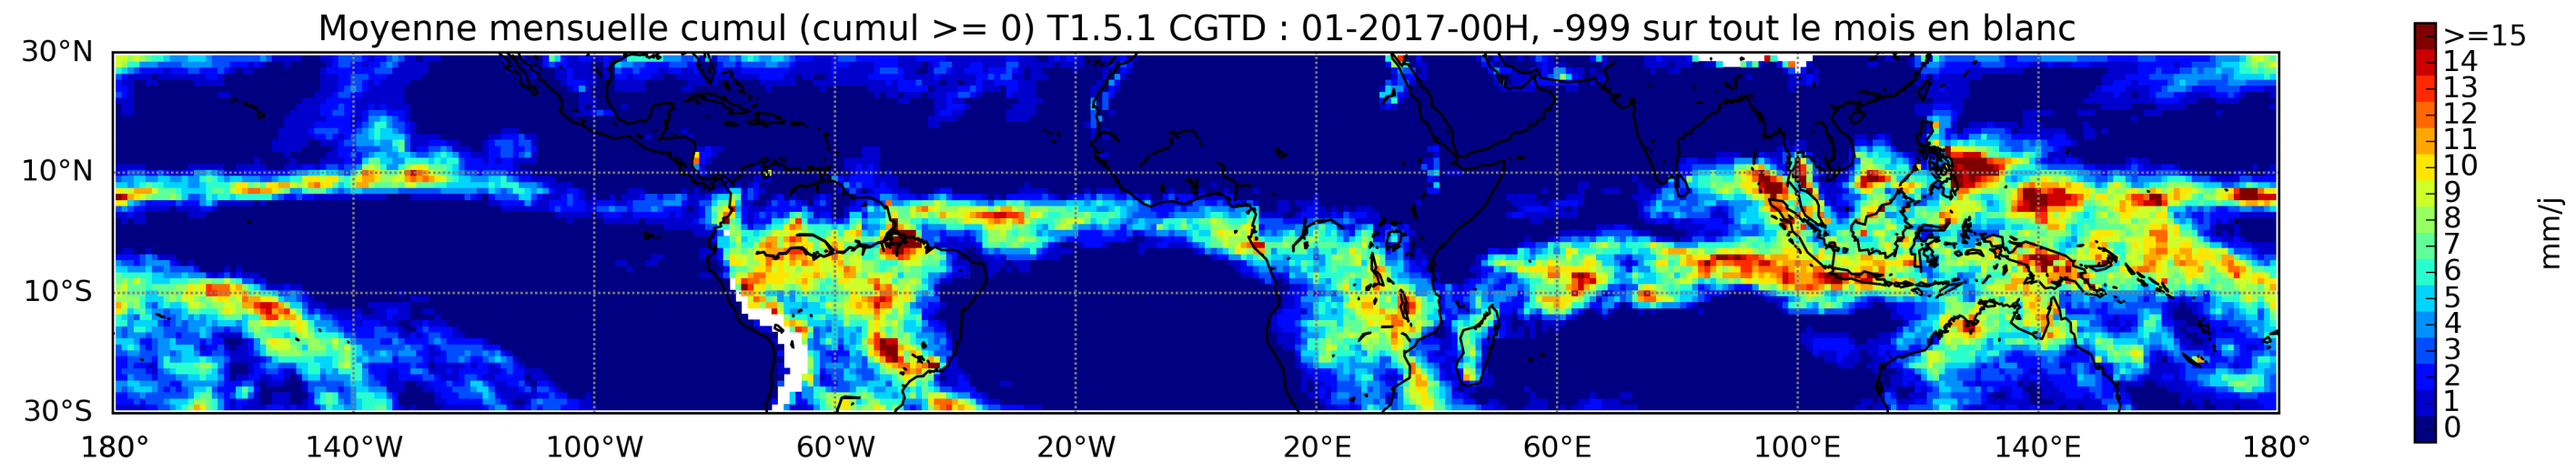 Moyenne mensuelle cumul (cumul >= 0) T1.5.1 CGTD : 01-2017-00H, -999 sur tout le mois en blanc
30°N
10°N
10°S
30°S
180° 140°W 100°W 60°W 20°W 20°E 60°E 100°E 140°E 180°
>=15
14
13
12
11
10
9
8
7
6
5
4
3
2
1
0
mm/j